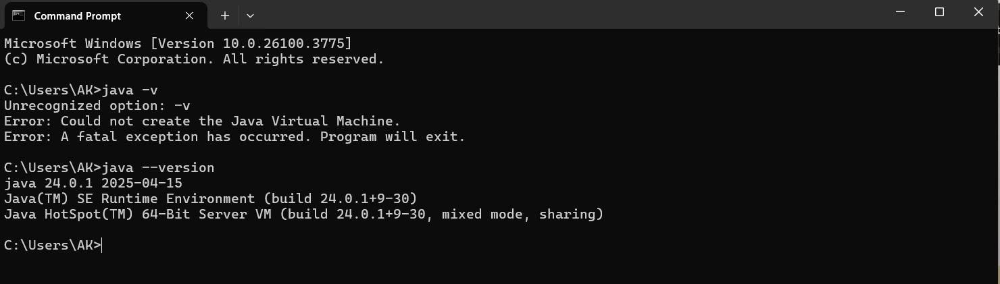 Command Prompt
Microsoft Windows [Version 10.0.26100.3775]
(c) Microsoft Corporation. All rights reserved.
C:\Users\AK>java -v
Unrecognized option: -v
Error: Could not create the Java Virtual Machine.
Error: A fatal exception has occurred. Program will exit.
C:\Users\AK>java --version
java 24.0.1 2025-04-15
Java(TM) SE Runtime Environment (build 24.0.1+9-30)
Java HotSpot(TM) 64-Bit Server VM (build 24.0.1+9-30, mixed mode, sharing)
C:\Users\AK>